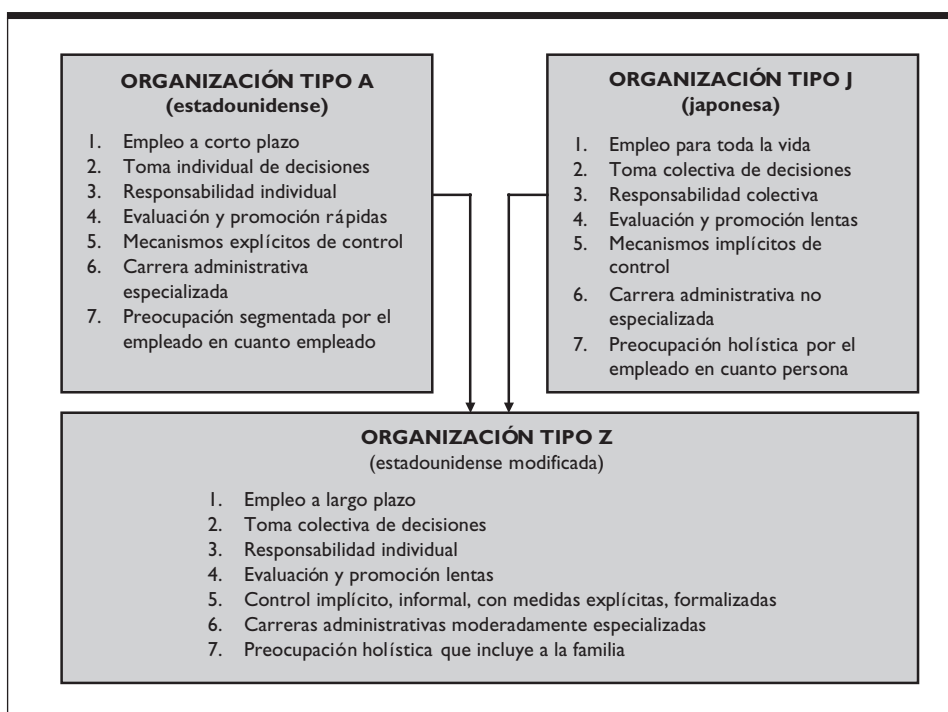 ORGANIZACIÓN TIPO A
(estadounidense)
1. Empleo a corto plazo
2. Toma individual de decisiones
3. Responsabilidad individual
4. Evaluación y promoción rápidas
5. Mecanismos explícitos de control
6. Carrera administrativa
especializada
7. Preocupación segmentada por el
empleado en cuanto empleado
ORGANIZACIÓN TIPO J
(japonesa)
1. Empleo para toda la vida
2. Toma colectiva de decisiones
3. Responsabilidad colectiva
4. Evaluación y promoción lentas
5. Mecanismos implícitos de
control
6. Carrera administrativa no
especializada
7. Preocupación holística por el
empleado en cuanto persona
ORGANIZACIÓN TIPO Z
(estadounidense modificada)
1. Empleo a largo plazo
2. Toma colectiva de decisiones
3. Responsabilidad individual
4. Evaluación y promoción lentas
5. Control implícito, informal, con medidas explícitas, formalizadas
6. Carreras administrativas moderadamente especializadas
7. Preocupación holística que incluye a la familia